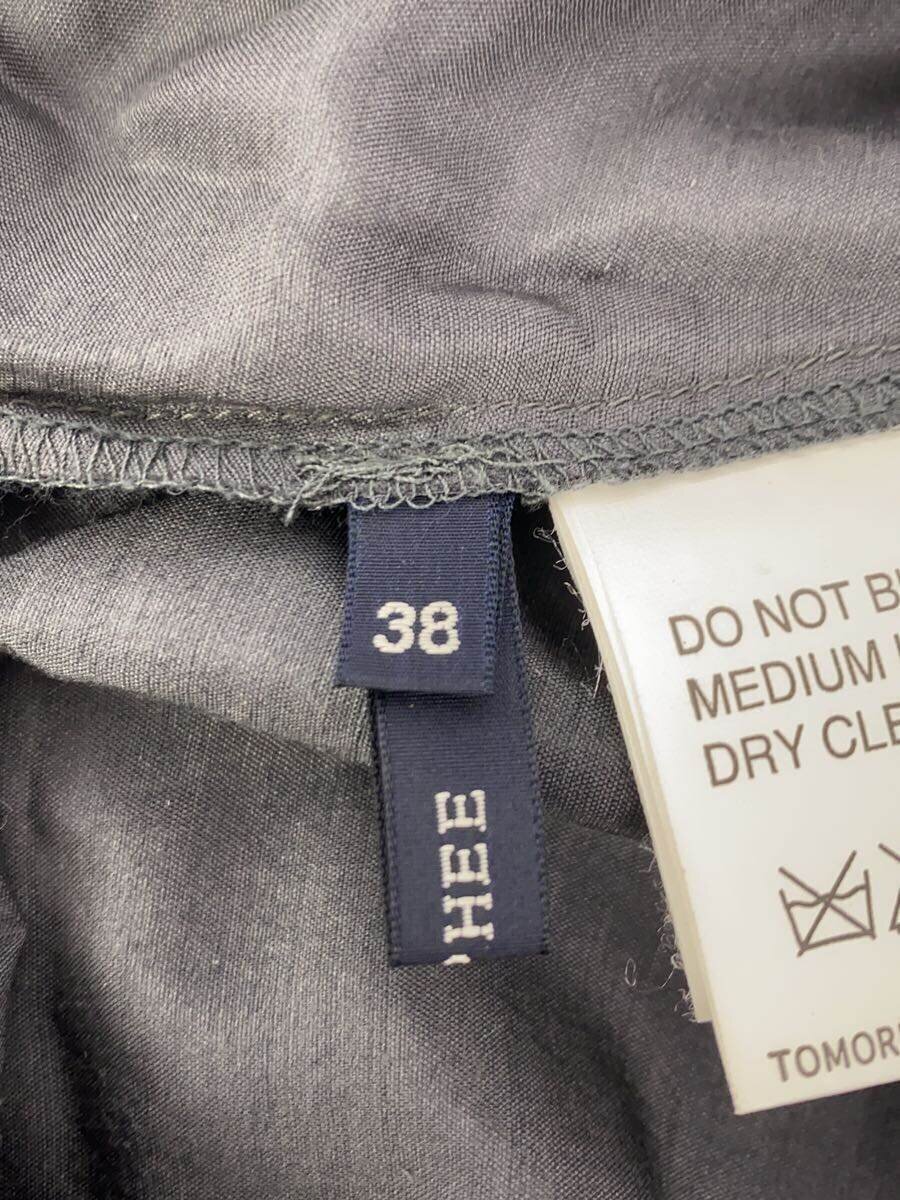 38
HEE
DO NOT B
MEDIUM
DRY CLE
TOMOR